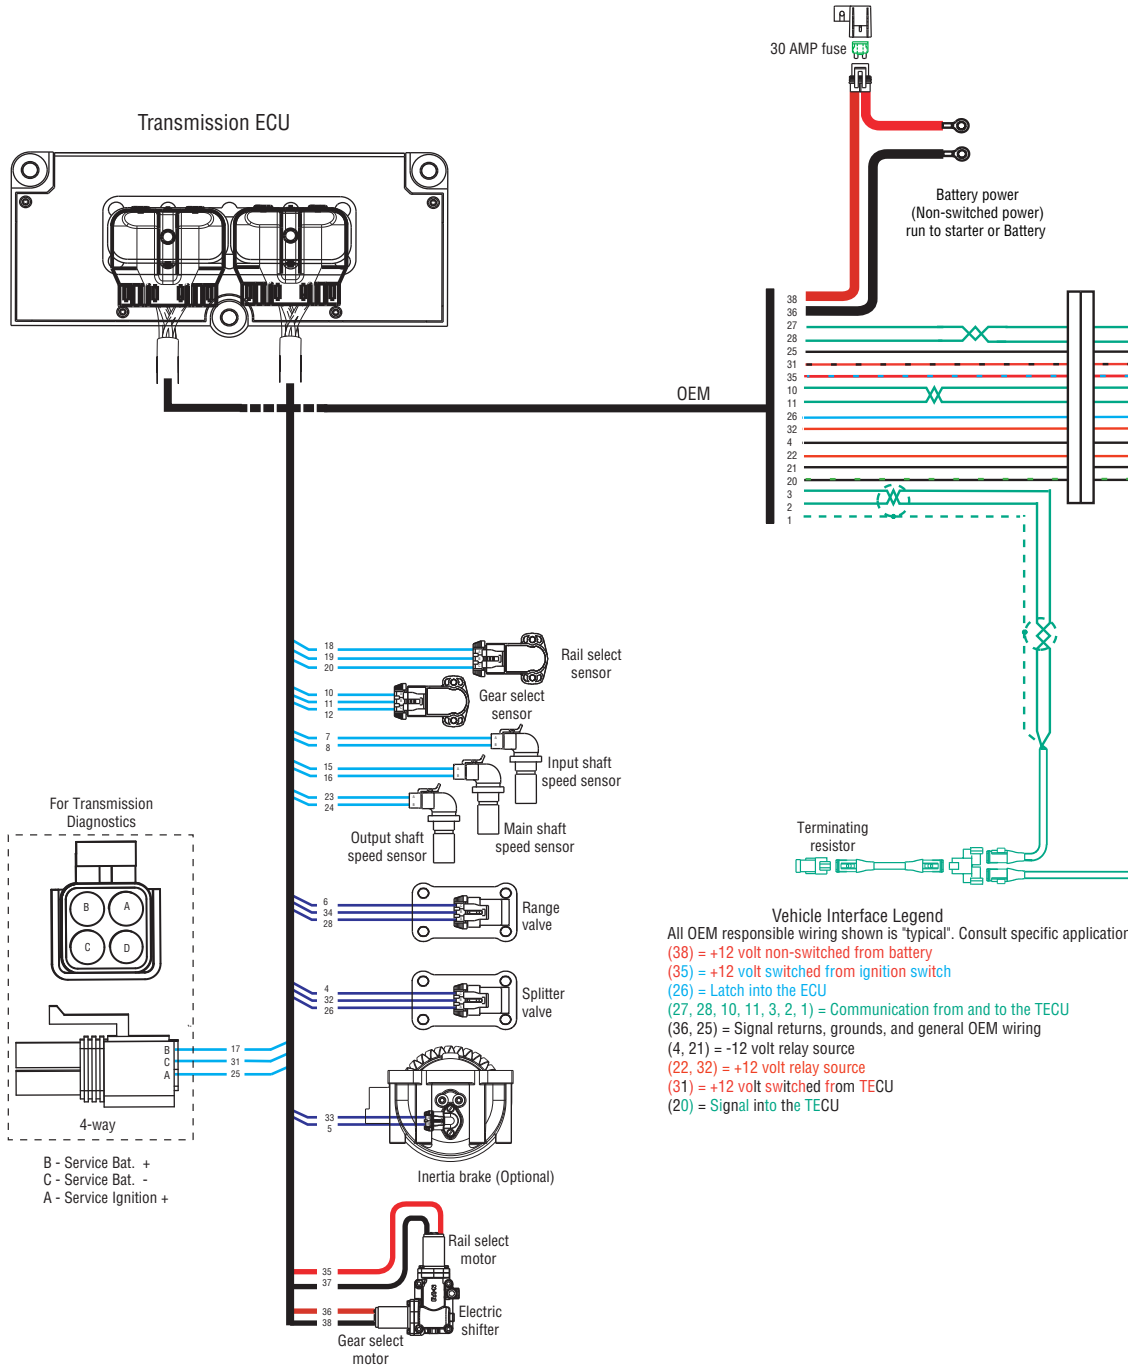 30 AMP fuse
Transmission ECU
Battery power
(Non-switched power)
run to starter or Battery
OEM
38
36
27
28
25
31
35
10
11
26
32
4
22
21
20
3
2
1
18
19
20
Rail select
sensor
10
11
12
Gear select
sensor
7
8
Input shaft
speed sensor
15
16
Main shaft
speed sensor
23
24
Output shaft
speed sensor
For Transmission
Diagnostics
B
A
C
D
B
C
A
17
31
25
4-way
B - Service Bat. +
C - Service Bat. -
A - Service Ignition +
6
34
28
Range
valve
4
32
26
Splitter
valve
33
5
Inertia brake (Optional)
35
37
Rail select
motor
36
38
Electric
shifter
Gear select
motor
Terminating
resistor
Vehicle Interface Legend
All OEM responsible wiring shown is "typical". Consult specific application
(38) = +12 volt non-switched from battery
(35) = +12 volt switched from ignition switch
(26) = Latch into the ECU
(27, 28, 10, 11, 3, 2, 1) = Communication from and to the TECU
(36, 25) = Signal returns, grounds, and general OEM wiring
(4, 21) = -12 volt relay source
(22, 32) = +12 volt relay source
(31) = +12 volt switched from TECU
(20) = Signal into the TECU